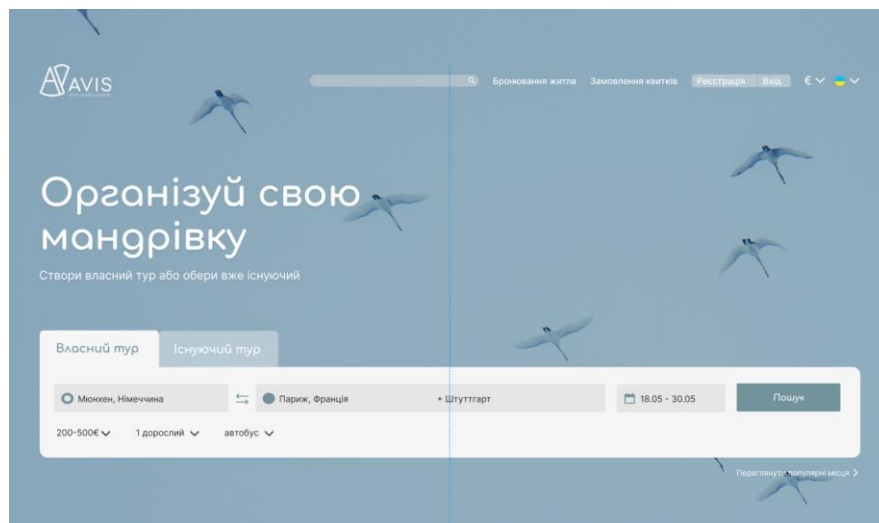 AVIS
Бронювання житла
Замовлення квитків
Реєстрація
Вхід
€
Організуй свою
мандрівку
Створи власний тур або обери вже існуючий
Власний тур
Існуючий тур
Мюнхен, Німеччина
Париж, Франція
+ Штуттгарт
18.05 - 30.05
Пошук
200-500€
1 дорослий
автобус
Переглянути популярні місця